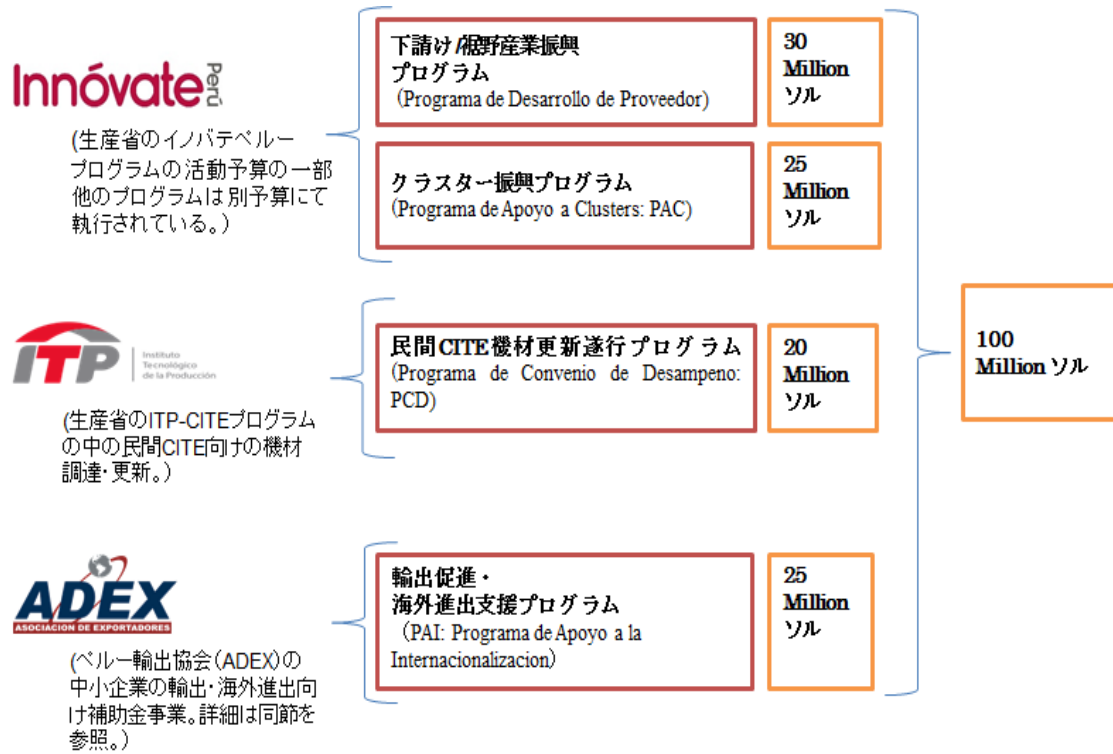 Innóvate Perú
(生産省のイノバテペルー
プログラムの活動予算の一部
他のプログラムは別予算にて
執行されている。)
下請け/裾野産業振興
プログラム
(Programa de Desarrollo de Proveedor)
30
Million
ソル
クラスター振興プログラム
(Programa de Apoyo a Clusters: PAC)
25
Million
ソル
ITP
Instituto
Tecnológico
de la Producción
(生産省のITP-CITEプログラム
の中の民間CITE向けの機材
調達・更新。)
民間CITE機材更新遂行プログラム
(Programa de Convenio de Desampeno:
PCD)
20
Million
ソル
ADEX
ASOCIACION DE EXPORTADORES
(ペルー輸出協会(ADEX)の
中小企業の輸出・海外進出向
け補助金事業。詳細は同節を
参照。)
輸出促進・
海外進出支援プログラム
(PAI: Programa de Apoyo a la
Internacionalizacion)
25
Million
ソル
100
Million ソル